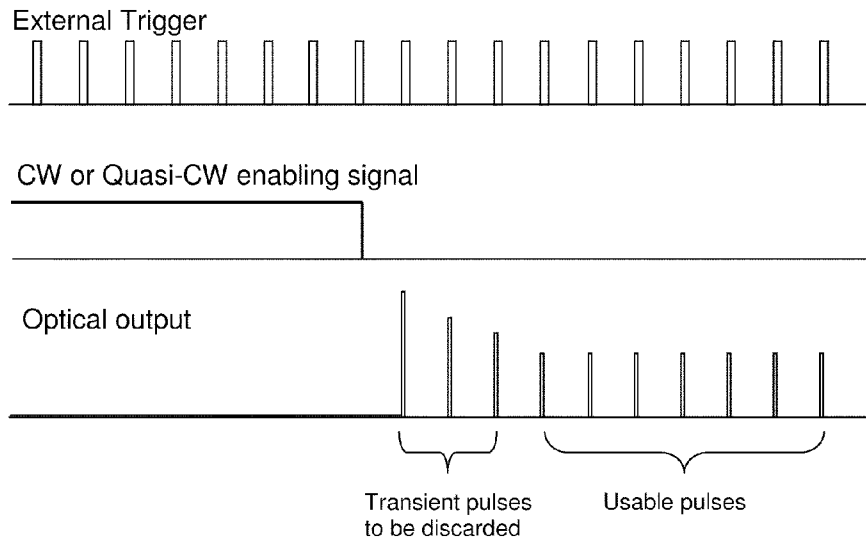 External Trigger
CW or Quasi-CW enabling signal
Optical output
Transient pulses
to be discarded
Usable pulses